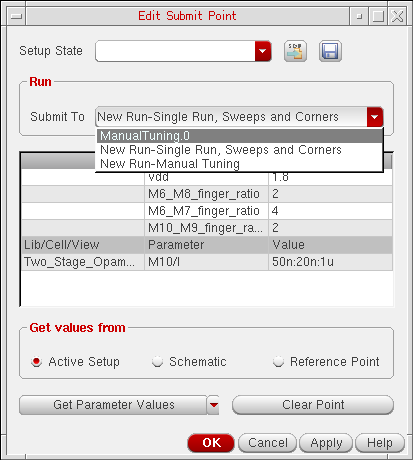 Edit Submit Point
Setup State
Run
Submit To New Run-Single Run, Sweeps and Corners
ManualTuning.0
New Run-Single Run, Sweeps and Corners
New Run-Manual Tuning
vdd 1.8
M6_M8_finger_ratio 2
M6_M7_finger_ratio 4
M10_M9_finger_ra... 2
Lib/Cell/View Parameter Value
Two_Stage_Opam... M10/l 50n:20n:1u
Get values from
Active Setup Schematic Reference Point
Get Parameter Values Clear Point
OK Cancel Apply Help